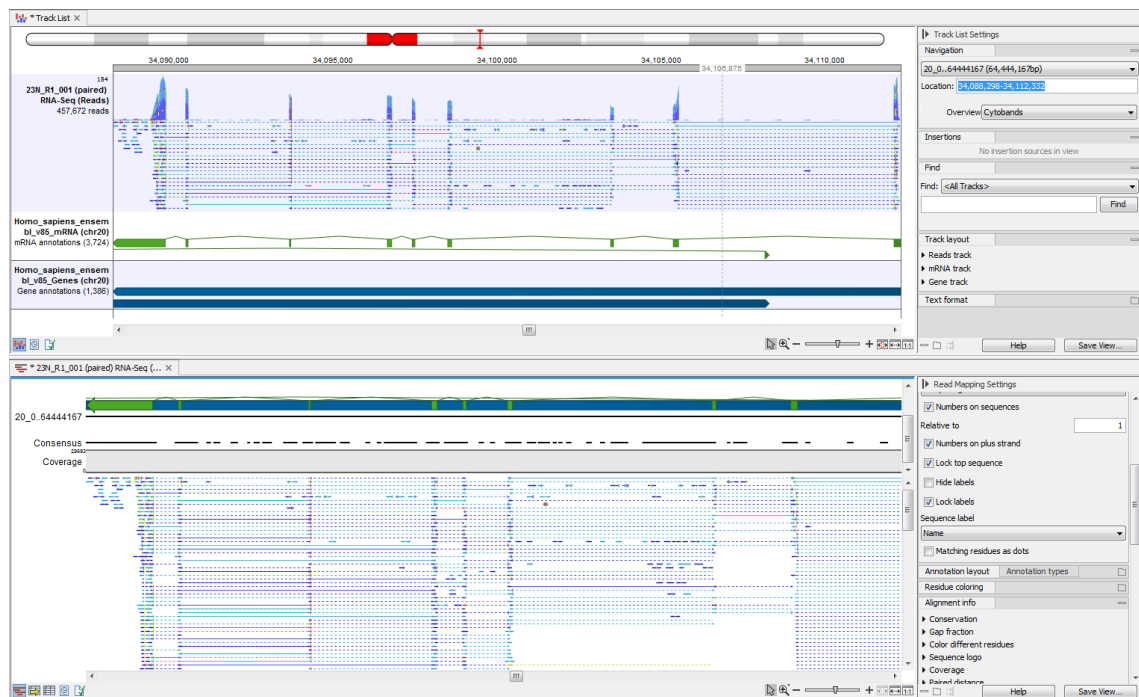 * Track List
34,090,000
34,095,000
34,100,000
34,105,000
34,110,000
34,106,875
184
23N_R1_001 (paired)
RNA-Seq (Reads)
457,672 reads
Homo_sapiens_ensem
bl_v85_mRNA (chr20)
mRNA annotations (3,724)
Homo_sapiens_ensem
bl_v85_Genes (chr20)
Gene annotations (1,386)
Track List Settings
Navigation
20_0..64444167 (64,444,167bp)
Location: 34,088,298-34,112,332
Overview Cytobands
Insertions
No insertion sources in view
Find
Find: <All Tracks>
Find
Track layout
Reads track
mRNA track
Gene track
Text format
1:1
Help
Save View...
* 23N_R1_001 (paired) RNA-Seq (...
20_0..64444167
Consensus
Coverage
0
Read Mapping Settings
Numbers on sequences
Relative to
1
Numbers on plus strand
Lock top sequence
Hide labels
Lock labels
Sequence label
Name
Matching residues as dots
Annotation layout
Annotation types
Residue coloring
Alignment info
Conservation
Gap fraction
Color different residues
Sequence logo
Coverage
Paired distance
1:1
Help
Save View...